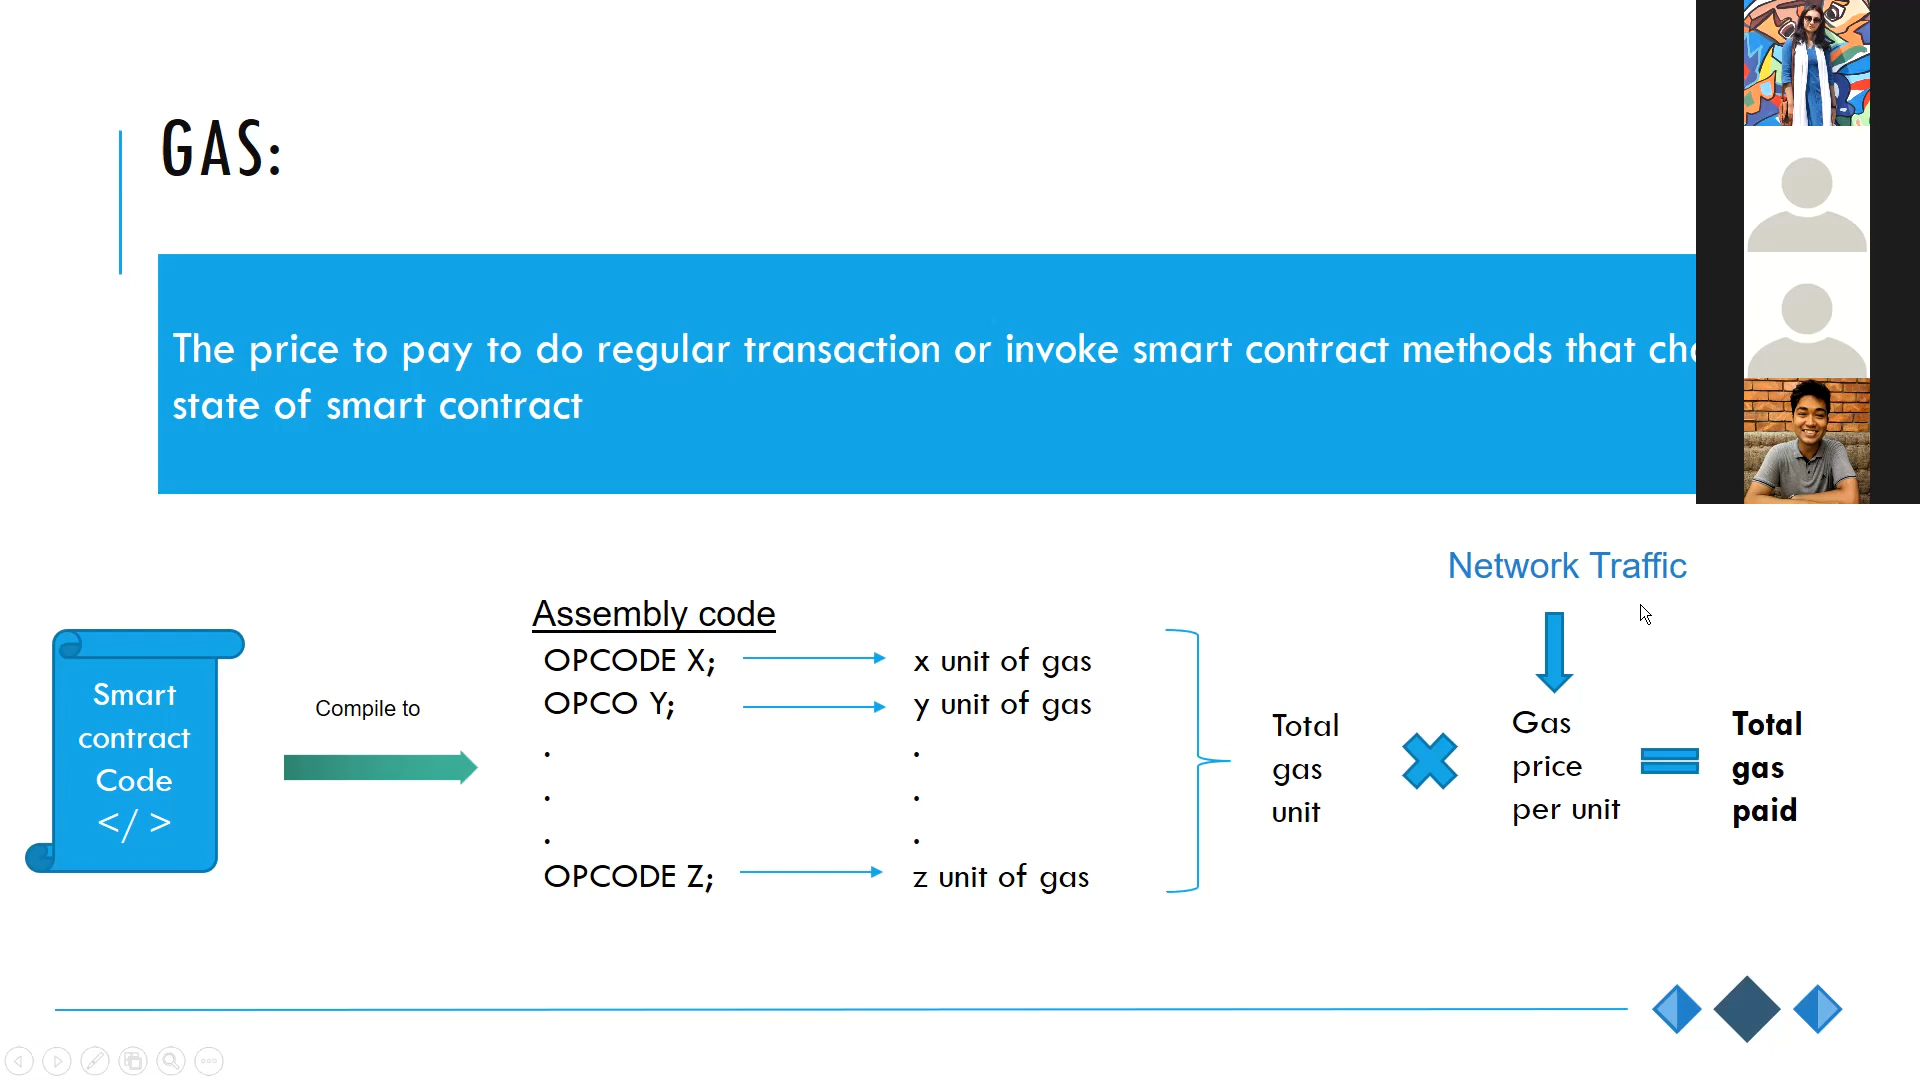 GAS:
The price to pay to do regular transaction or invoke smart contract methods that
state of smart contract
Network Traffic
Assembly code
Smart
contract
Code
</ >
Compile to
OPCODE X;
x unit of gas
OPCO Y;
y unit of gas
.
.
.
.
.
.
OPCODE Z;
z unit of gas
Total
gas
unit
Gas
price
per unit
Total
gas
paid